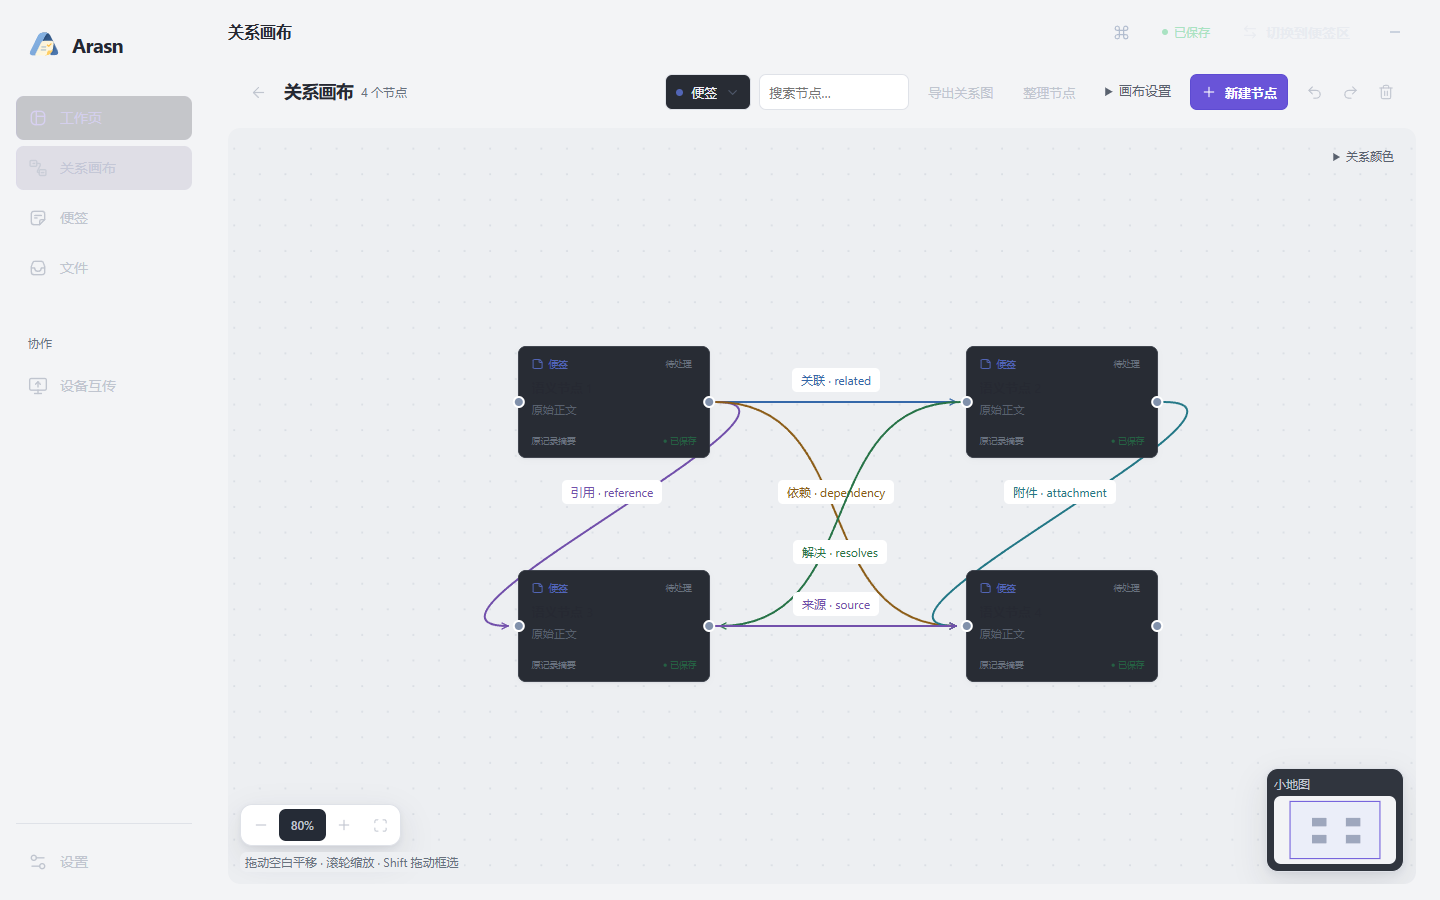 Arasn
关系画布
已保存
切换到便签区
工作页
关系画布
便签
文件
协作
设备互传
设置
关系画布
4 个节点
便签
搜索节点...
导出关系图
整理节点
画布设置
新建节点
关系颜色
便签
待处理
原始正文
原记录摘要
已保存
便签
待处理
原始正文
原记录摘要
已保存
关联 · related
引用 · reference
依赖 · dependency
附件 · attachment
解决 · resolves
来源 · source
便签
待处理
原始正文
原记录摘要
已保存
便签
待处理
原始正文
原记录摘要
已保存
80%
拖动空白平移 · 滚轮缩放 · Shift 拖动框选
小地图